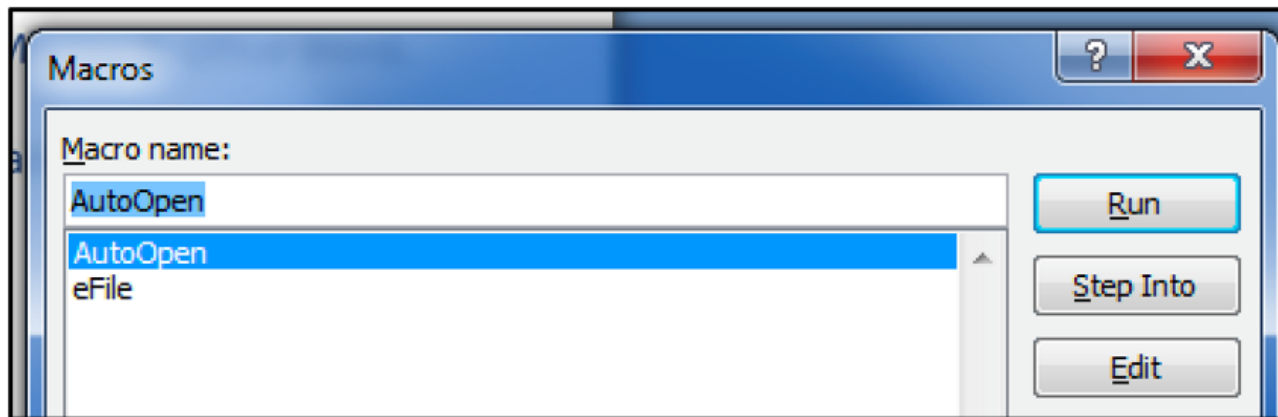 Macros
?
X
Macro name:
AutoOpen
Run
AutoOpen
eFile
Step Into
Edit